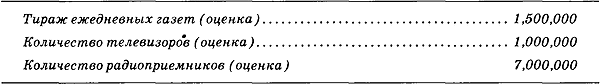 Тираж ежедневных газет (оценка)........................................ 1,500,000
Количество телевизоров (оценка)........................................ 1,000,000
Количество радиоприемников (оценка) 7,000,000